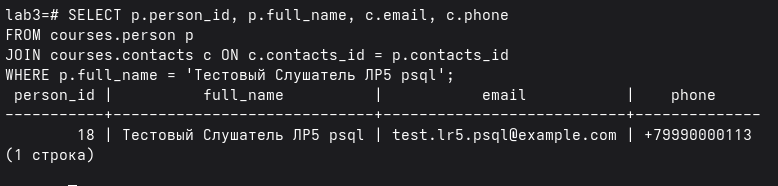 lab3=# SELECT p.person_id, p.full_name, c.email, c.phone
FROM courses.person p
JOIN courses.contacts c ON c.contacts_id = p.contacts_id
WHERE p.full_name = 'Тестовый Слушатель ЛР5 psql';
 person_id |         full_name          |          email          |    phone
-----------+----------------------------+-------------------------+--------------
        18 | Тестовый Слушатель ЛР5 psql | test.lr5.psql@example.com | +79990000113
(1 строка)